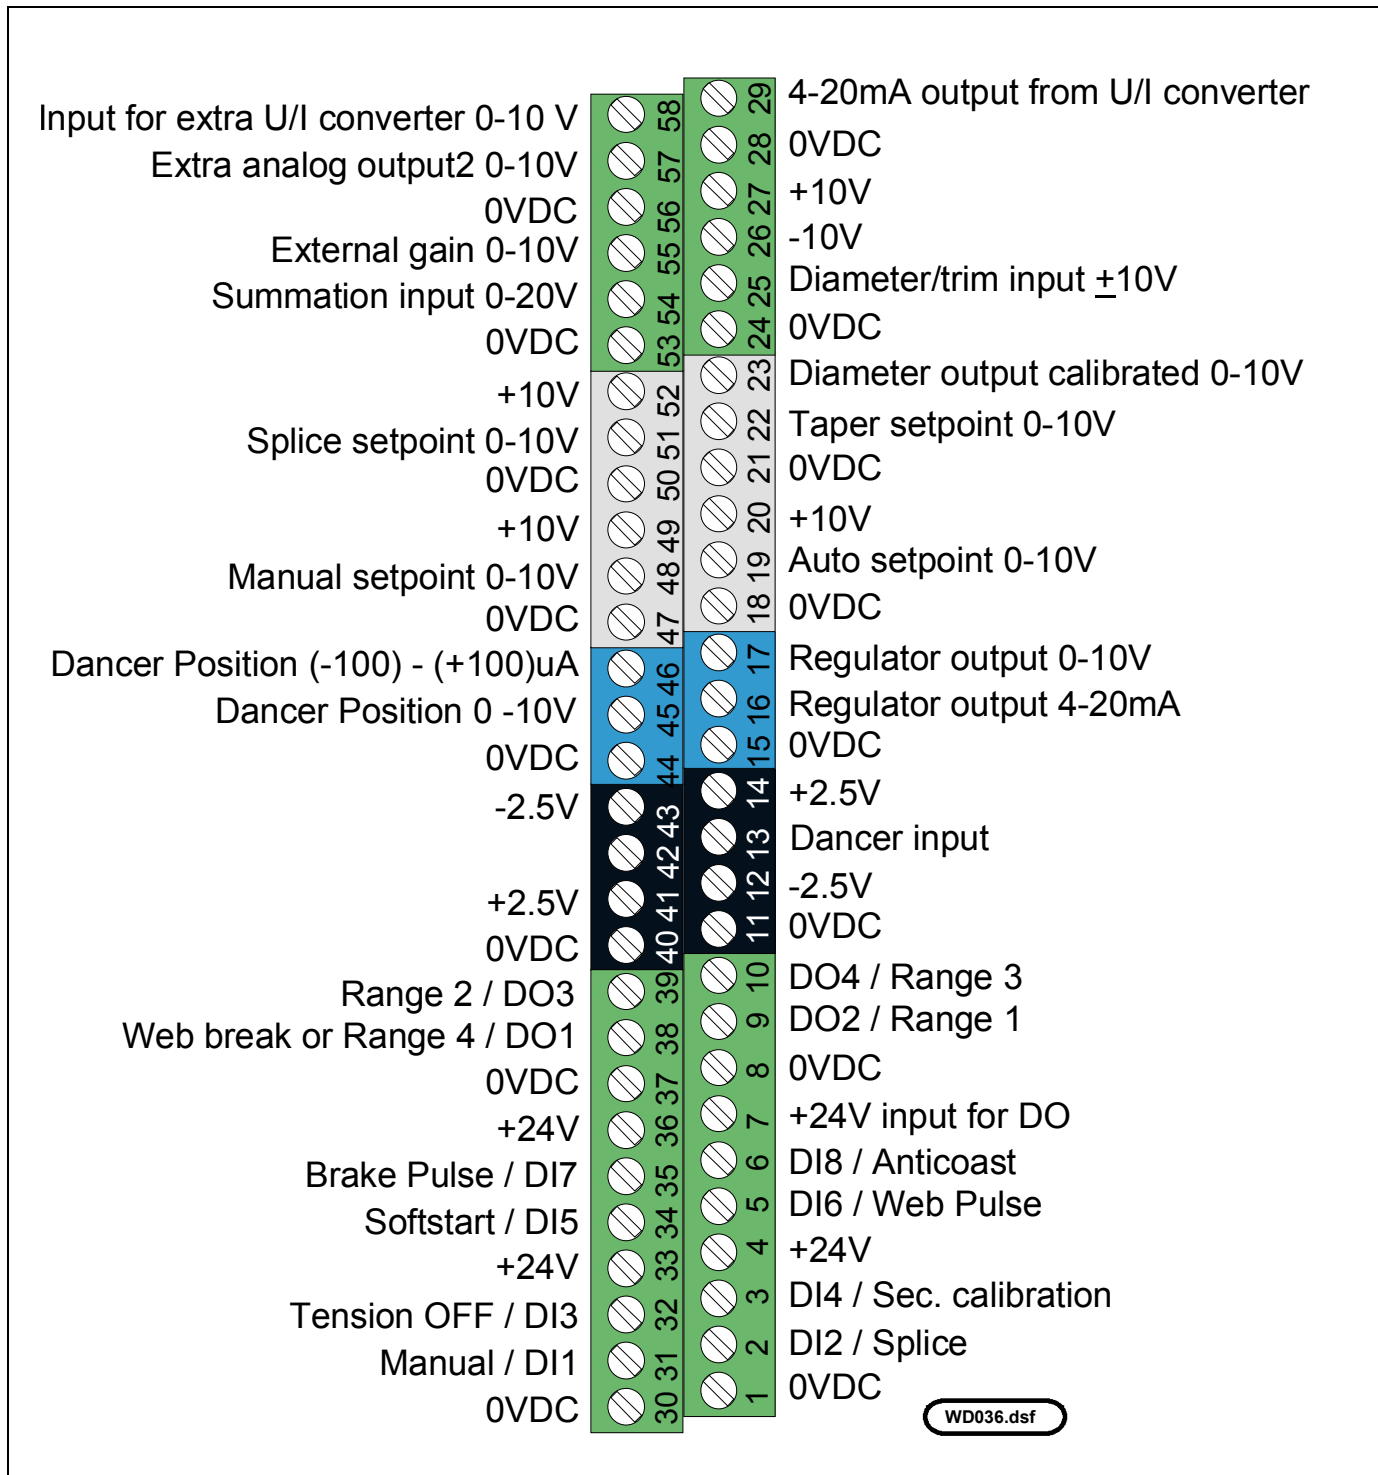 Input for extra U/I converter 0-10 V 58
Extra analog output2 0-10V 57
0VDC 56
External gain 0-10V 55
Summation input 0-20V 54
0VDC 53
+10V 52
Splice setpoint 0-10V 51
0VDC 50
+10V 49
Manual setpoint 0-10V 48
0VDC 47
Dancer Position (-100) - (+100)uA 46
Dancer Position 0 -10V 45
0VDC 44
-2.5V 43
42
+2.5V 41
0VDC 40
Range 2 / DO3 39
Web break or Range 4 / DO1 38
0VDC 37
+24V 36
Brake Pulse / DI7 35
Softstart / DI5 34
+24V 33
Tension OFF / DI3 32
Manual / DI1 31
0VDC 30
29 4-20mA output from U/I converter
28 0VDC
27 +10V
26 -10V
25 Diameter/trim input ±10V
24 0VDC
23 Diameter output calibrated 0-10V
22 Taper setpoint 0-10V
21 0VDC
20 +10V
19 Auto setpoint 0-10V
18 0VDC
17 Regulator output 0-10V
16 Regulator output 4-20mA
15 0VDC
14 +2.5V
13 Dancer input
12 -2.5V
11 0VDC
10 DO4 / Range 3
9 DO2 / Range 1
8 0VDC
7 +24V input for DO
6 DI8 / Anticoast
5 DI6 / Web Pulse
4 +24V
3 DI4 / Sec. calibration
2 DI2 / Splice
1 0VDC
WD036.dsf